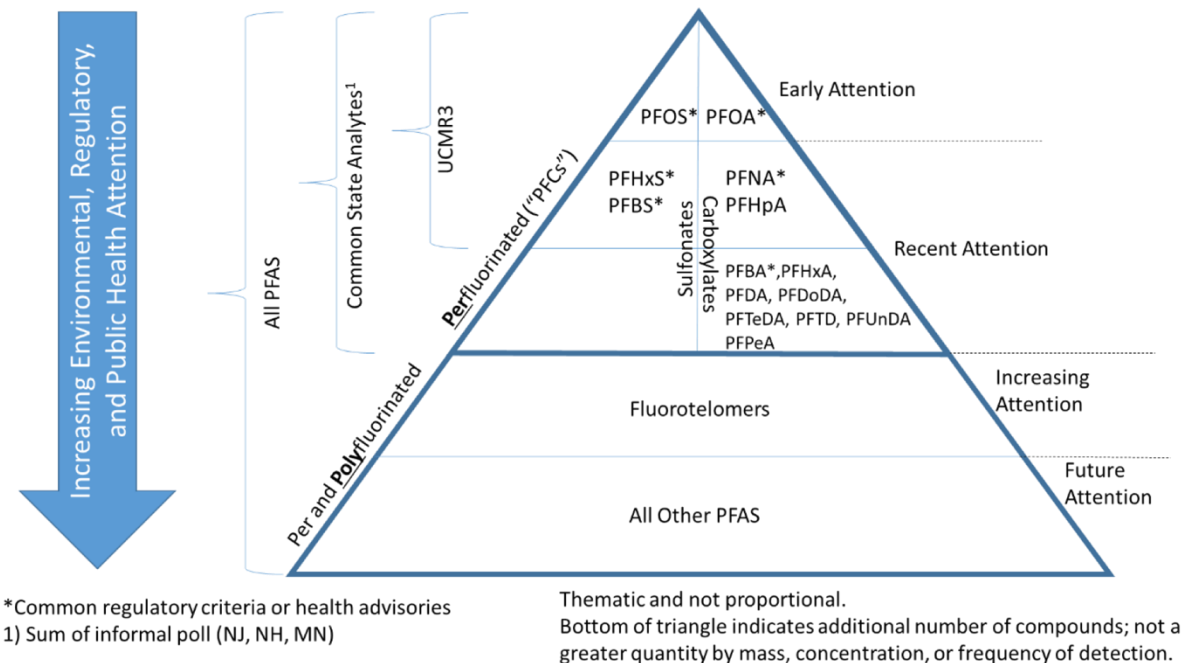 Increasing Environmental, Regulatory,
and Public Health Attention
All PFAS
Common State Analytes1
UCMR3
Perfluorinated ("PFCs")
Per and Polyfluorinated
PFOS* PFOA*
Early Attention
PFHxS*
PFBS*
PFNA*
PFHpA
Sulfonates
Carboxylates
Recent Attention
PFBA*,PFHxA,
PFDA, PFDoDA,
PFTeDA, PFTD, PFUnDA
PFPeA
Increasing
Attention
Fluorotelomers
Future
Attention
All Other PFAS
*Common regulatory criteria or health advisories
1) Sum of informal poll (NJ, NH, MN)
Thematic and not proportional.
Bottom of triangle indicates additional number of compounds; not a
greater quantity by mass, concentration, or frequency of detection.